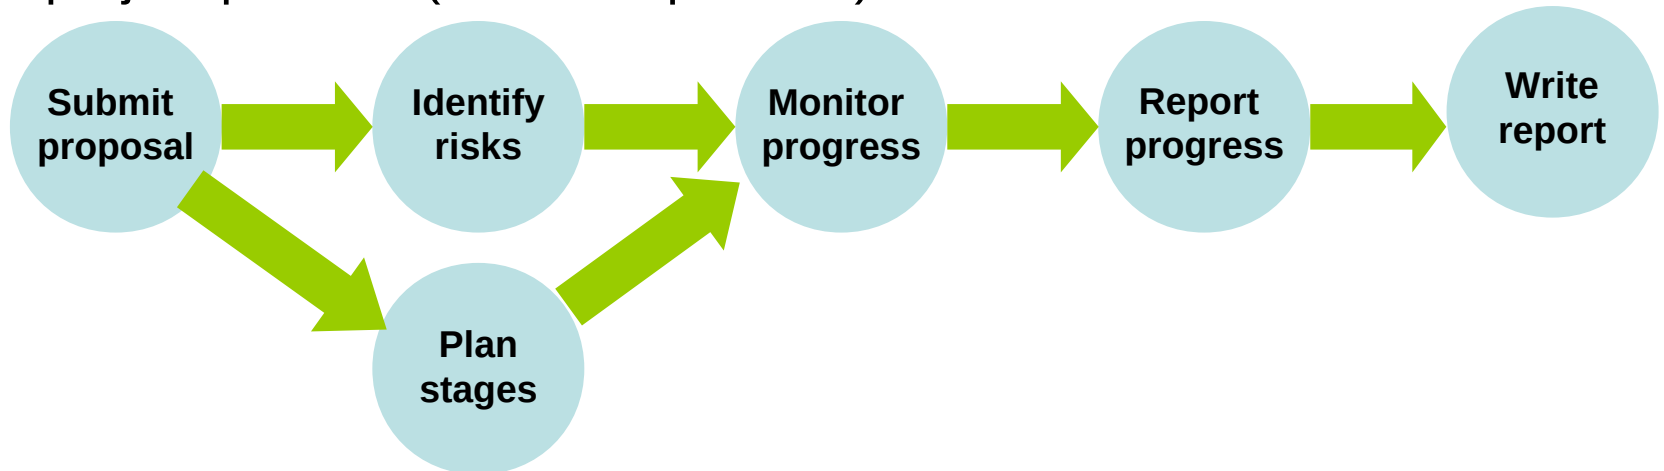 Submit
proposal
Identify
risks
Monitor
progress
Report
progress
Write
report
Plan
stages